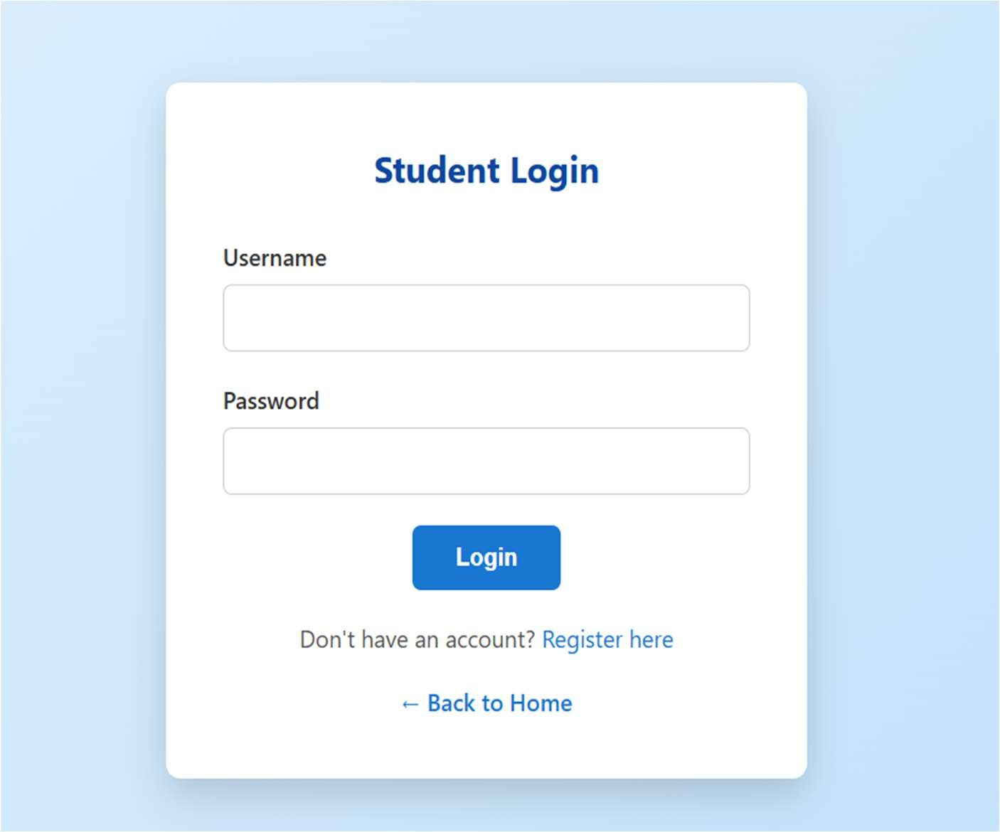 Student Login
Username
Password
Login
Don't have an account? Register here
← Back to Home